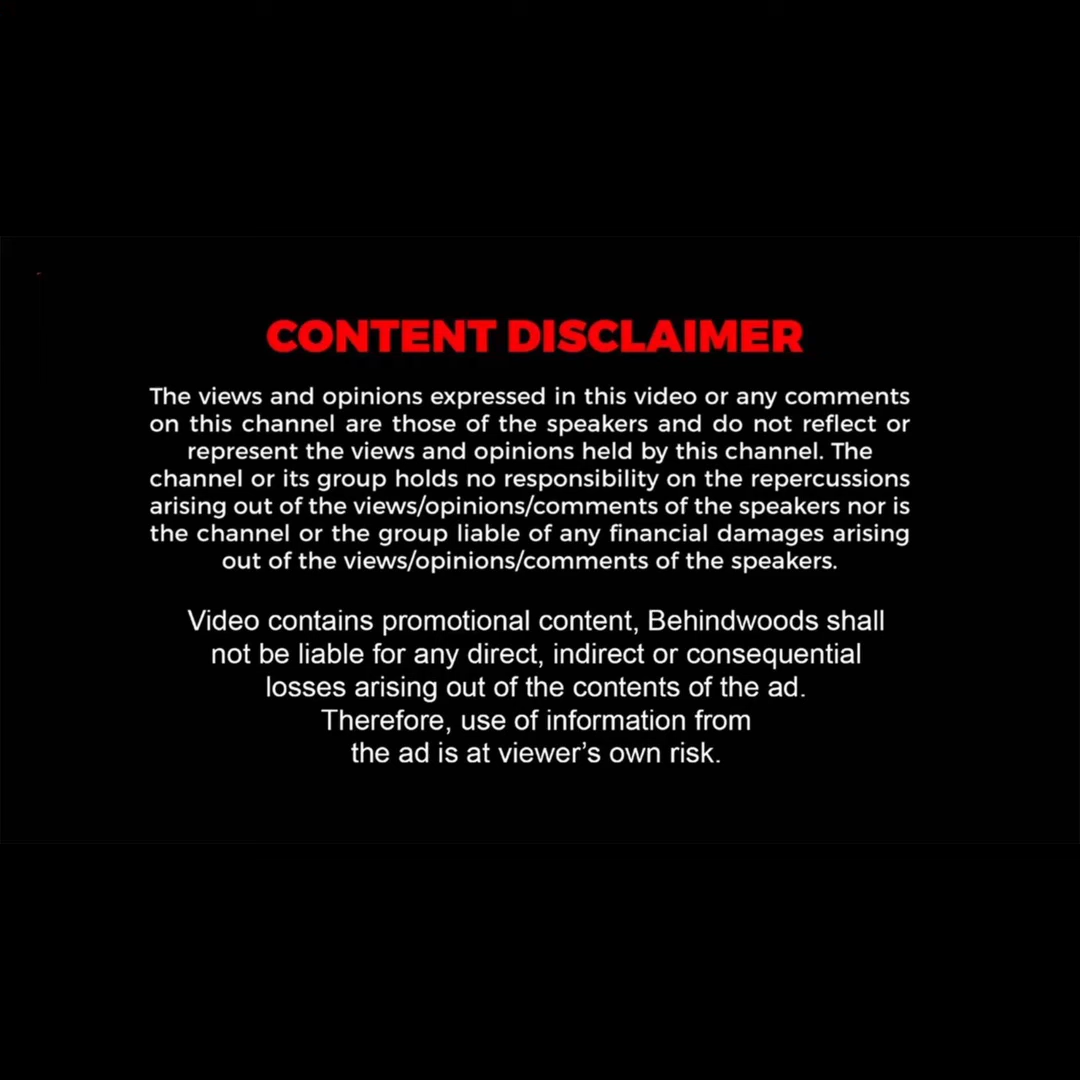 CONTENT DISCLAIMER
The views and opinions expressed in this video or any comments
on this channel are those of the speakers and do not reflect or
represent the views and opinions held by this channel. The
channel or its group holds no responsibility on the repercussions
arising out of the views/opinions/comments of the speakers nor is
the channel or the group liable of any financial damages arising
out of the views/opinions/comments of the speakers.
Video contains promotional content, Behindwoods shall
not be liable for any direct, indirect or consequential
losses arising out of the contents of the ad.
Therefore, use of information from
the ad is at viewer’s own risk.